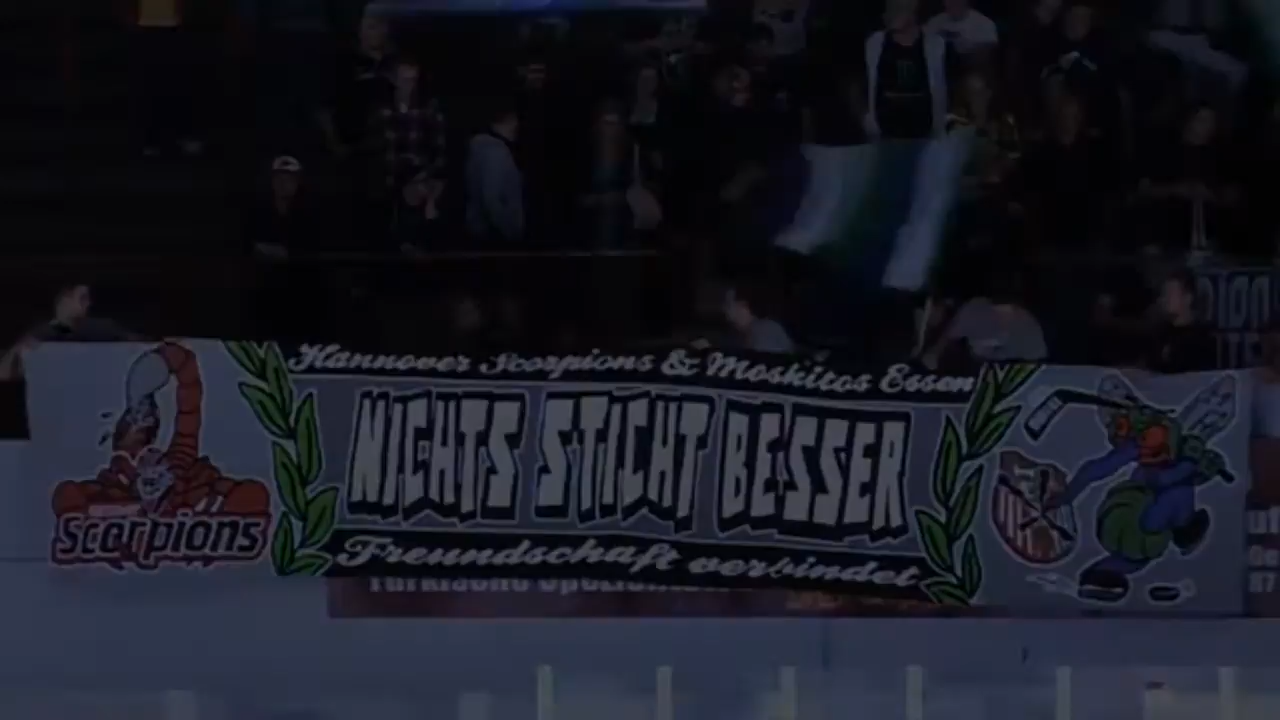 Hannover Scorpions & Moskitos Essen
NICHTS STICHT BESSER
Scorpions
Freundschaft verbindet